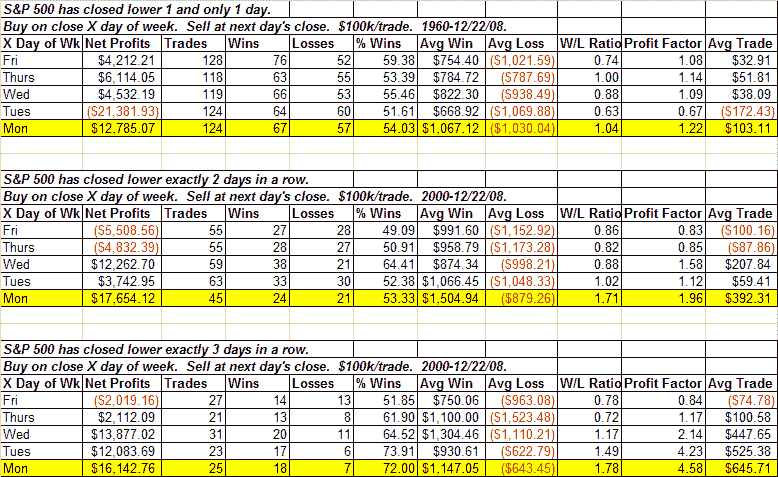 S&P 500 has closed lower 1 and only 1 day.
Buy on close X day of week. Sell at next day's close. $100k/trade. 1960-12/22/08.
X Day of Wk Net Profits Trades Wins Losses % Wins Avg Win Avg Loss W/L Ratio Profit Factor Avg Trade
Fri $4,212.21 128 76 52 59.38 $754.40 ($1,021.59) 0.74 1.08 $32.91
Thurs $6,114.05 118 63 55 53.39 $784.72 ($787.69) 1.00 1.14 $51.81
Wed $4,532.19 119 66 53 55.46 $822.30 ($938.49) 0.88 1.09 $38.09
Tues ($21,381.93) 124 64 60 51.61 $668.92 ($1,069.88) 0.63 0.67 ($172.43)
Mon $12,785.07 124 67 57 54.03 $1,067.12 ($1,030.04) 1.04 1.22 $103.11
S&P 500 has closed lower exactly 2 days in a row.
Buy on close X day of week. Sell at next day's close. $100k/trade. 2000-12/22/08.
X Day of Wk Net Profits Trades Wins Losses % Wins Avg Win Avg Loss W/L Ratio Profit Factor Avg Trade
Fri ($5,508.56) 55 27 28 49.09 $991.60 ($1,152.92) 0.86 0.83 ($100.16)
Thurs ($4,832.39) 55 28 27 50.91 $958.79 ($1,173.28) 0.82 0.85 ($87.86)
Wed $12,262.70 59 38 21 64.41 $874.34 ($998.21) 0.88 1.58 $207.84
Tues $3,742.95 63 33 30 52.38 $1,066.45 ($1,048.33) 1.02 1.12 $59.41
Mon $17,654.12 45 24 21 53.33 $1,504.94 ($879.26) 1.71 1.96 $392.31
S&P 500 has closed lower exactly 3 days in a row.
Buy on close X day of week. Sell at next day's close. $100k/trade. 2000-12/22/08.
X Day of Wk Net Profits Trades Wins Losses % Wins Avg Win Avg Loss W/L Ratio Profit Factor Avg Trade
Fri ($2,019.16) 27 14 13 51.85 $750.06 ($963.08) 0.78 0.84 ($74.78)
Thurs $2,112.09 21 13 8 61.90 $1,100.00 ($1,523.48) 0.72 1.17 $100.58
Wed $13,877.02 31 20 11 64.52 $1,304.46 ($1,110.21) 1.17 2.14 $447.65
Tues $12,083.69 23 17 6 73.91 $930.61 ($622.79) 1.49 4.23 $525.38
Mon $16,142.76 25 18 7 72.00 $1,147.05 ($643.45) 1.78 4.58 $645.71